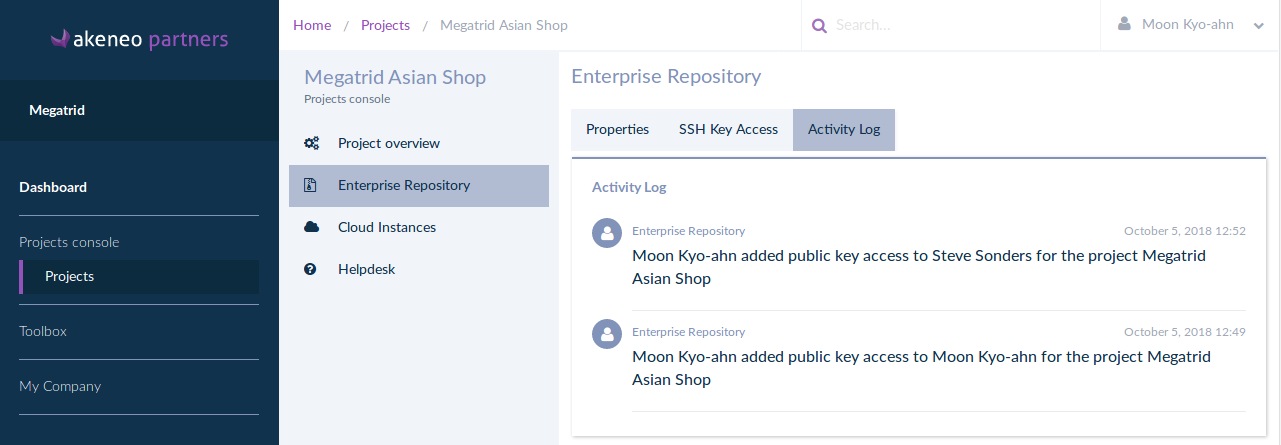 akeneo partners
Megatrid
Dashboard
Projects console
Projects
Toolbox
My Company
Home / Projects / Megatrid Asian Shop
Search...
Moon Kyo-ahn
Megatrid Asian Shop
Projects console
Project overview
Enterprise Repository
Cloud Instances
Helpdesk
Enterprise Repository
Properties SSH Key Access Activity Log
Activity Log
Enterprise Repository October 5, 2018 12:52
Moon Kyo-ahn added public key access to Steve Sonders for the project Megatrid
Asian Shop
Enterprise Repository October 5, 2018 12:49
Moon Kyo-ahn added public key access to Moon Kyo-ahn for the project Megatrid
Asian Shop